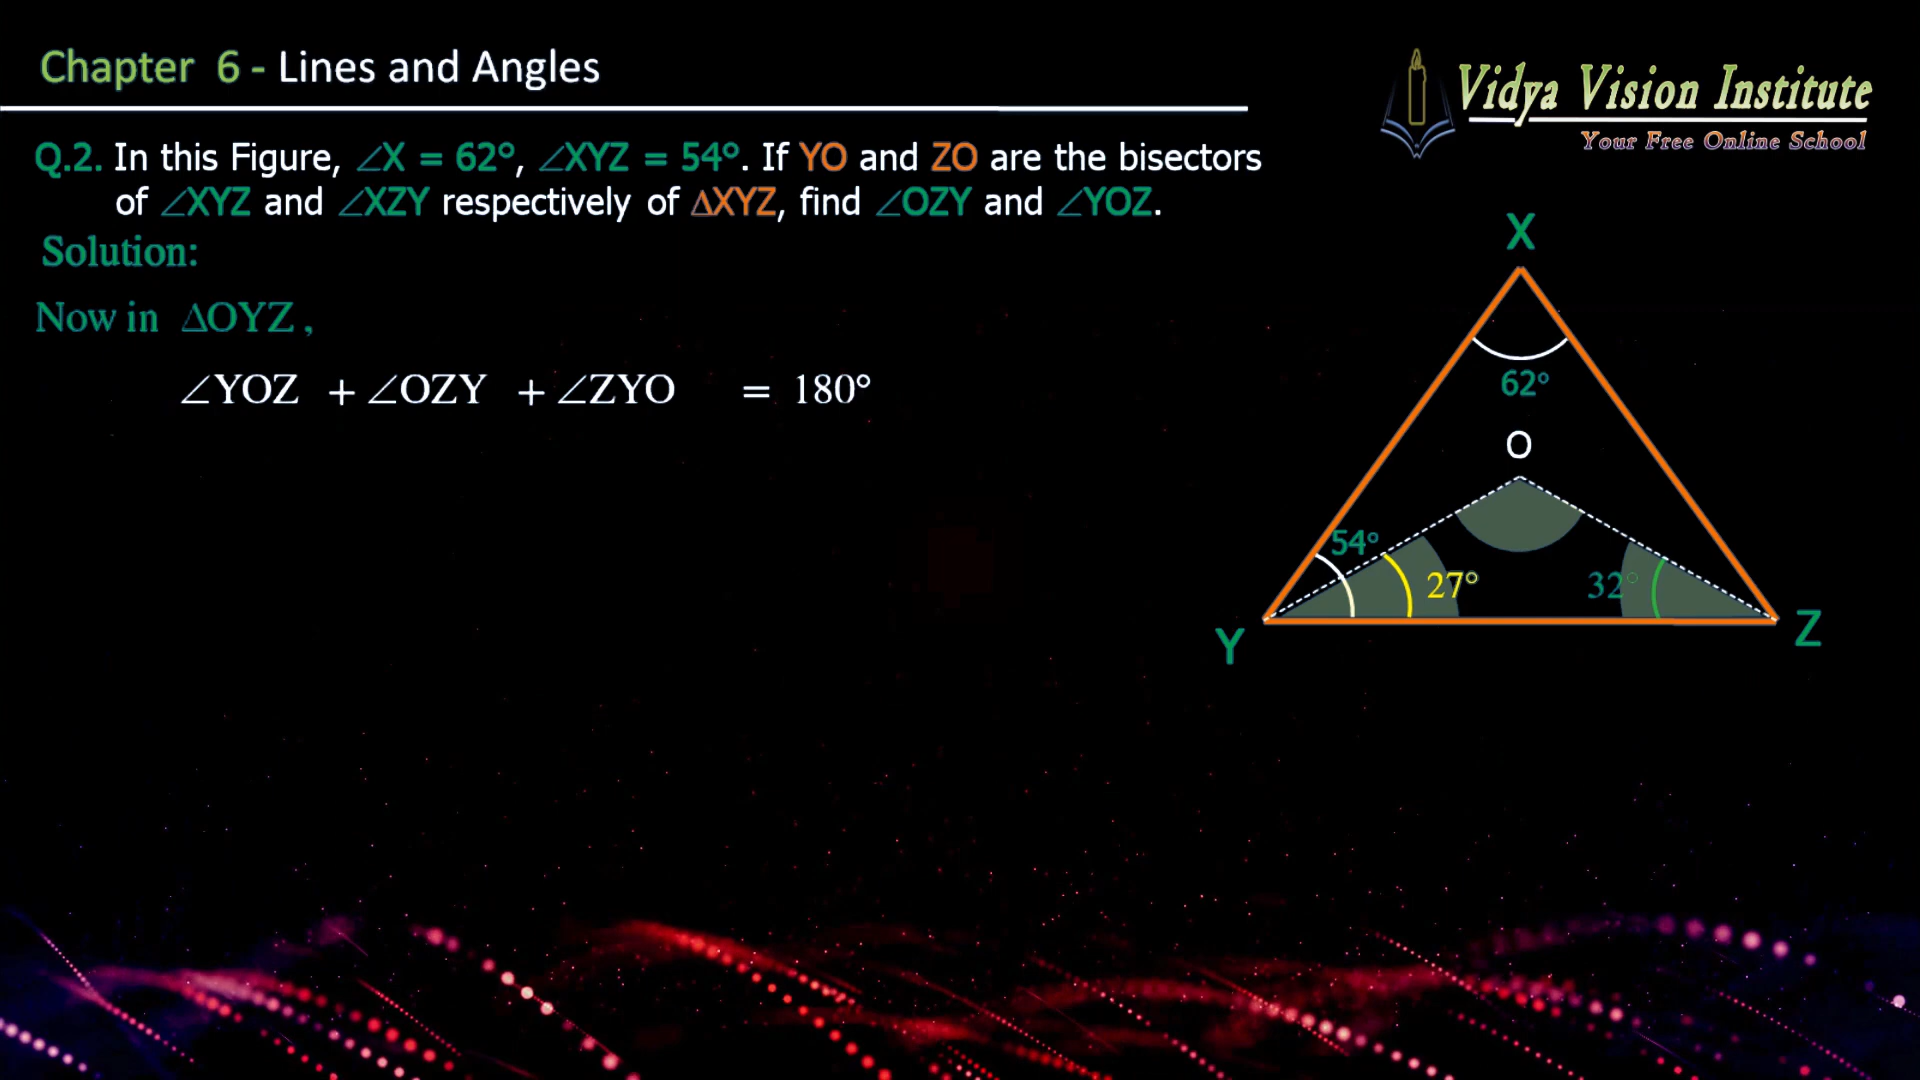 Chapter 6 - Lines and Angles
Vidya Vision Institute
Your Free Online School
Q.2. In this Figure, ∠X = 62°, ∠XYZ = 54°. If YO and ZO are the bisectors
of ∠XYZ and ∠XZY respectively of ΔXYZ, find ∠OZY and ∠YOZ.
Solution:
Now in ΔOYZ,
∠YOZ + ∠OZY + ∠ZYO = 180°
X
62°
O
54°
27°
32°
Y
Z